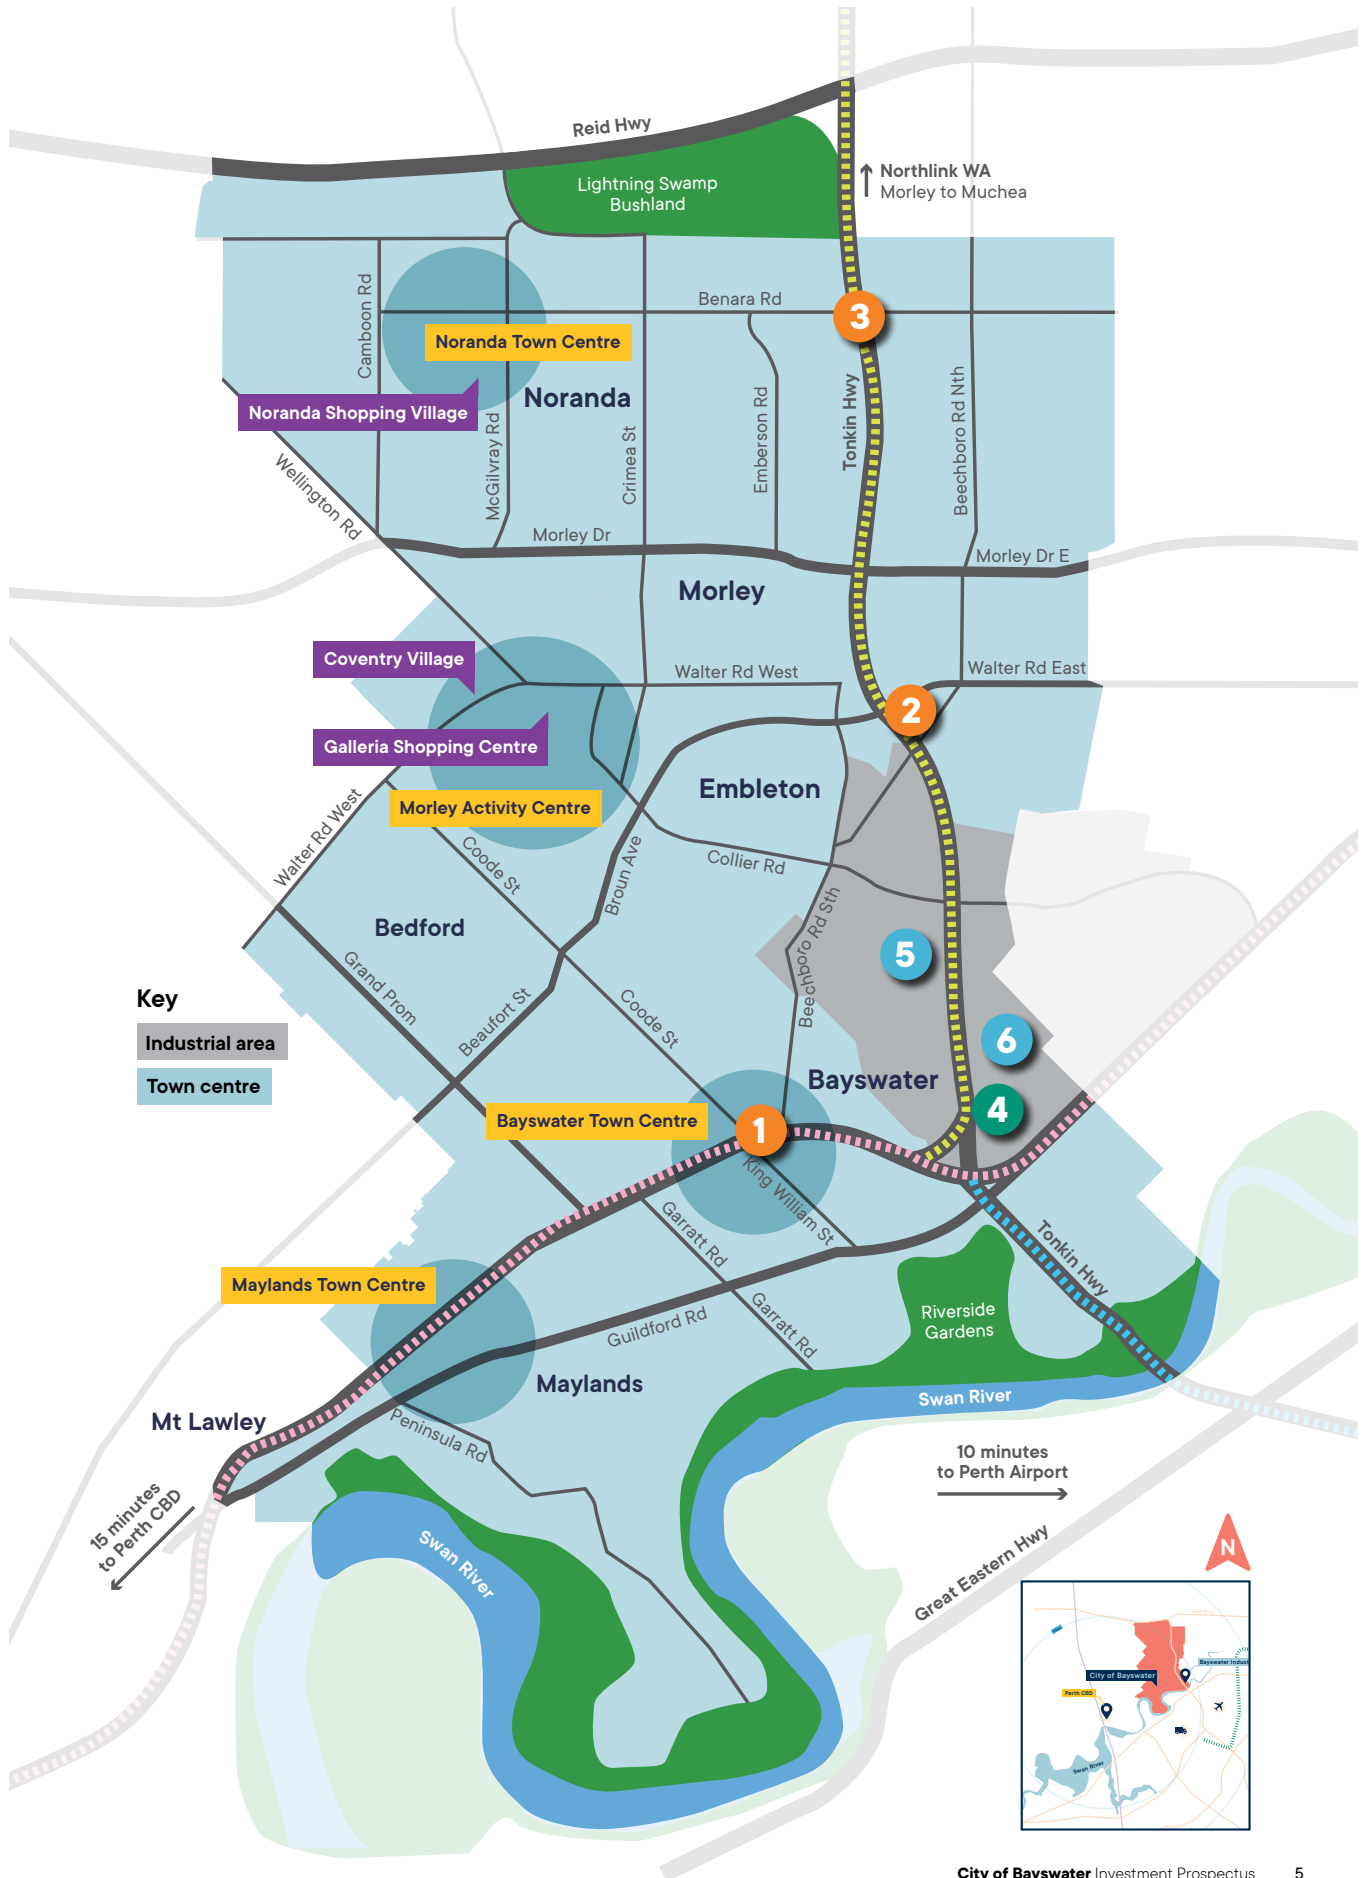 Reid Hwy
Lightning Swamp
Bushland
Northlink WA
Morley to Muchea
Camboon Rd
Benara Rd
3
Noranda Town Centre
Noranda
Noranda Shopping Village
McGilvray Rd
Crimea St
Emberson Rd
Tonkin Hwy
Beechboro Rd Nth
Wellington Rd
Morley Dr
Morley Dr E
Morley
Coventry Village
Walter Rd West
Walter Rd East
2
Galleria Shopping Centre
Embleton
Morley Activity Centre
Walter Rd West
Coode St
Broun Ave
Collier Rd
Beechboro Rd Sth
Bedford
5
Grand Prom
Key
Industrial area
Town centre
Beaufort St
Coode St
6
Bayswater
4
Bayswater Town Centre
1
King William St
Garratt Rd
Tonkin Hwy
Maylands Town Centre
Riverside
Gardens
Guildford Rd
Garratt Rd
Maylands
Swan River
Mt Lawley
Peninsula Rd
10 minutes
to Perth Airport
15 minutes
to Perth CBD
Swan River
Great Eastern Hwy
N
City of Bayswater
Bayswater Indust
Perth CBD
Swan River
City of Bayswater Investment Prospectus 5